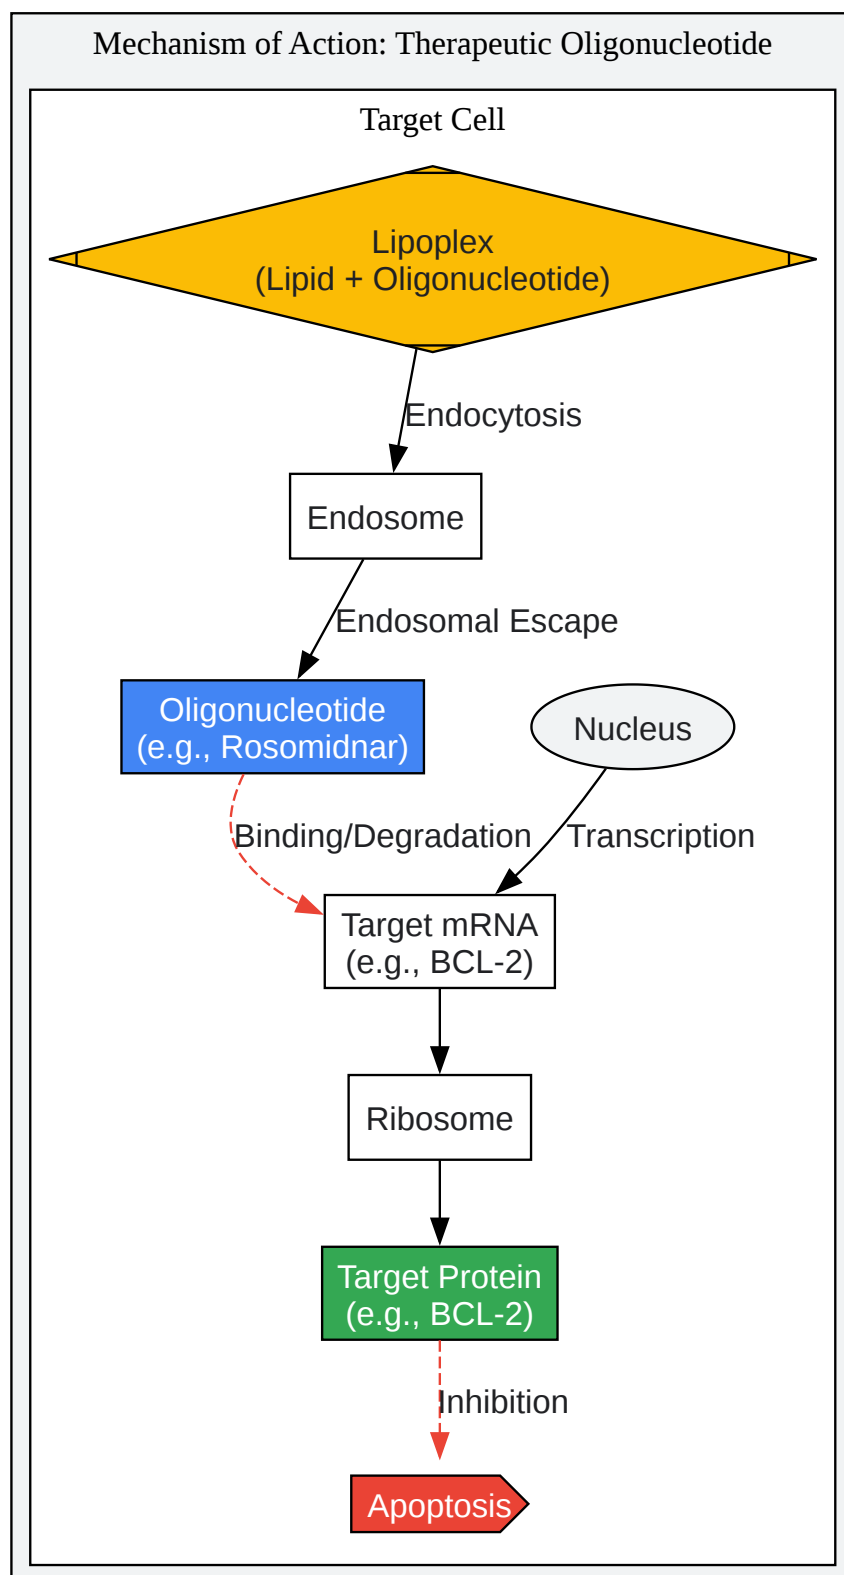 Mechanism of Action: Therapeutic Oligonucleotide
Target Cell
Lipoplex
(Lipid + Oligonucleotide)
Endocytosis
Endosome
Endosomal Escape
Oligonucleotide
(e.g., Rosomidnar)
Nucleus
Binding/Degradation
Transcription
Target mRNA
(e.g., BCL-2)
Ribosome
Target Protein
(e.g., BCL-2)
Inhibition
Apoptosis